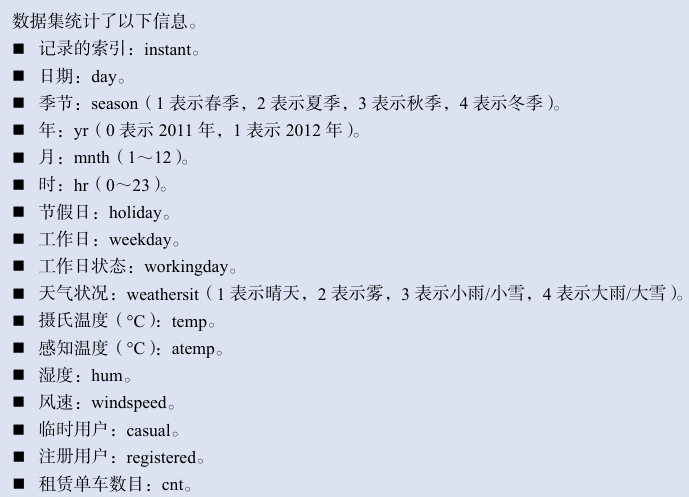 数据集统计了以下信息。
■ 记录的索引：instant。
■ 日期：day。
■ 季节：season（1 表示春季，2 表示夏季，3 表示秋季，4 表示冬季）。
■ 年：yr（0 表示 2011 年，1 表示 2012 年）。
■ 月：mnth（1～12）。
■ 时：hr（0～23）。
■ 节假日：holiday。
■ 工作日：weekday。
■ 工作日状态：workingday。
■ 天气状况：weathersit（1 表示晴天，2 表示雾，3 表示小雨/小雪，4 表示大雨/大雪）。
■ 摄氏温度（°C）：temp。
■ 感知温度（°C）：atemp。
■ 湿度：hum。
■ 风速：windspeed。
■ 临时用户：casual。
■ 注册用户：registered。
■ 租赁单车数目：cnt。